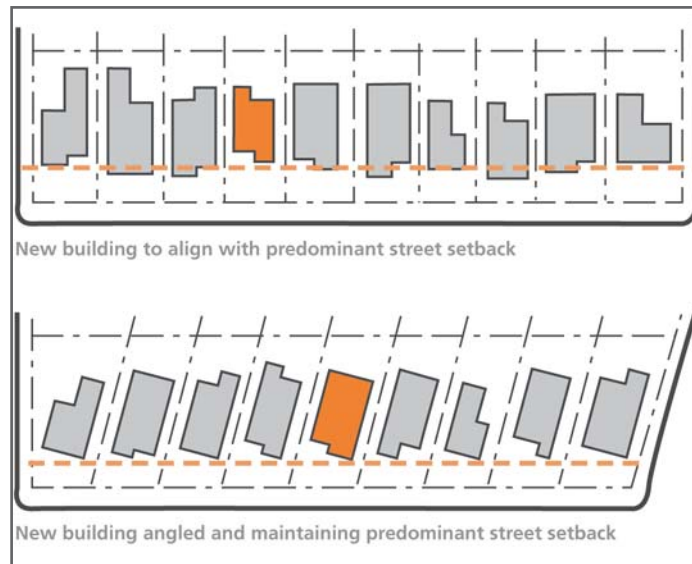 New building to align with predominant street setback
New building angled and maintaining predominant street setback